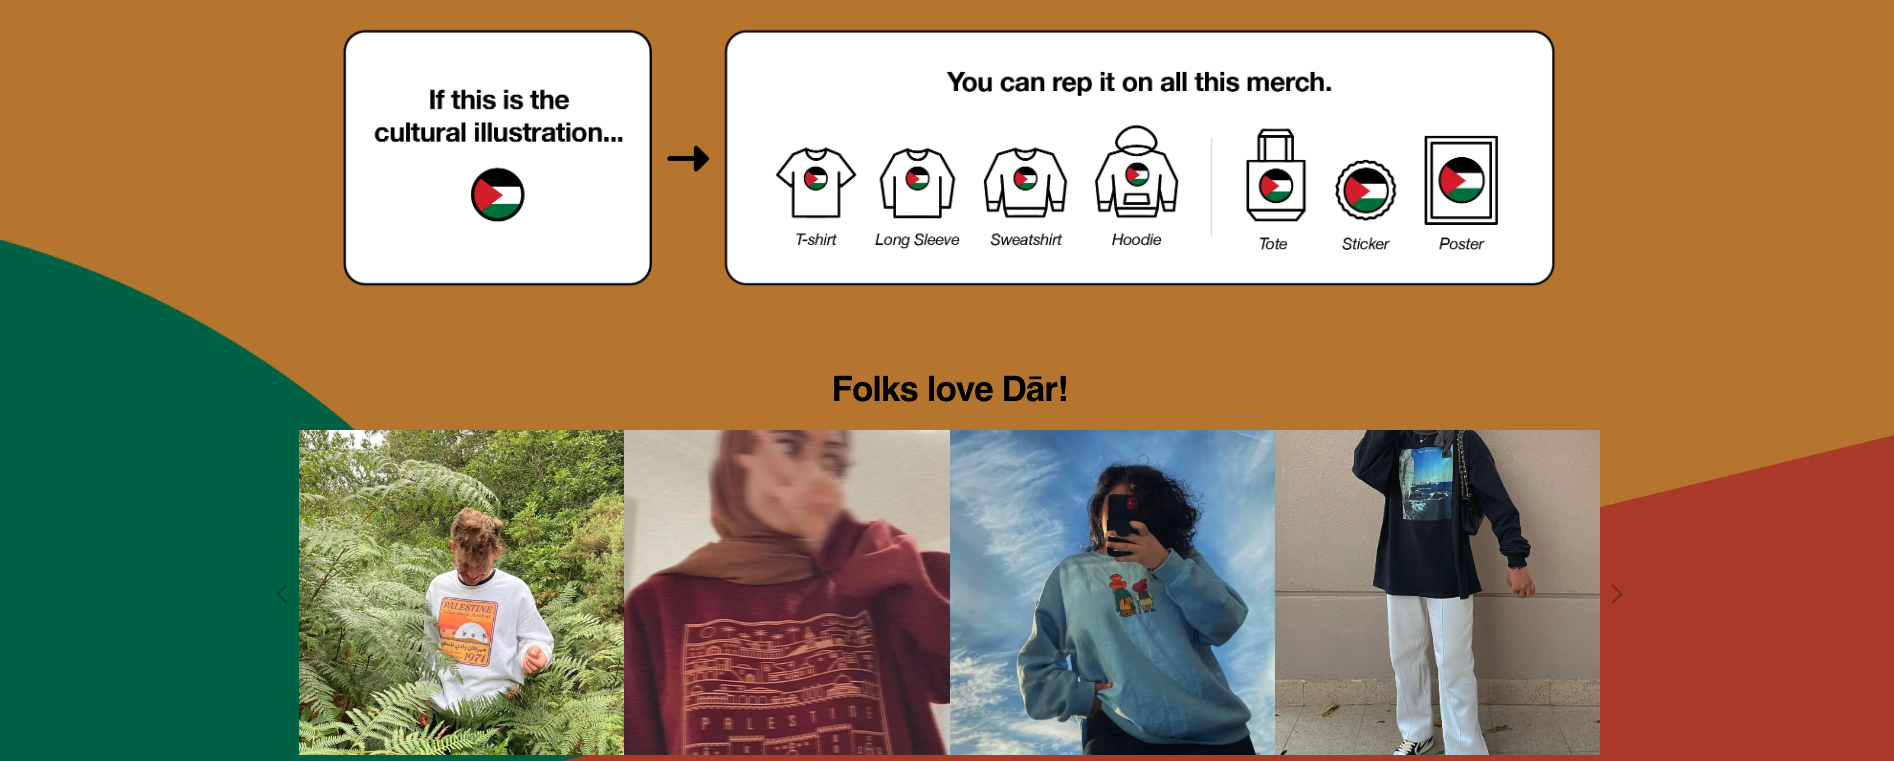 If this is the
cultural illustration...
You can rep it on all this merch.
T-shirt
Long Sleeve
Sweatshirt
Hoodie
Tote
Sticker
Poster
Folks love Dār!
PALESTINE
1971
PALESTINE